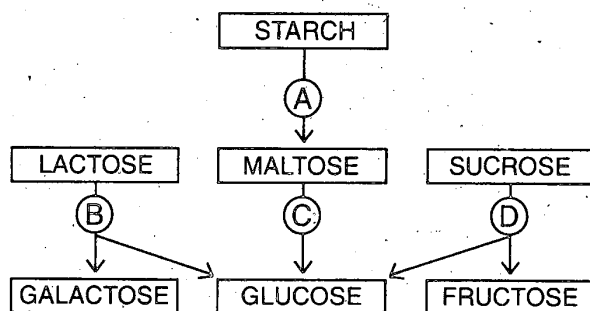 STARCH
A
LACTOSE MALTOSE SUCROSE
B C D
GALACTOSE GLUCOSE FRUCTOSE